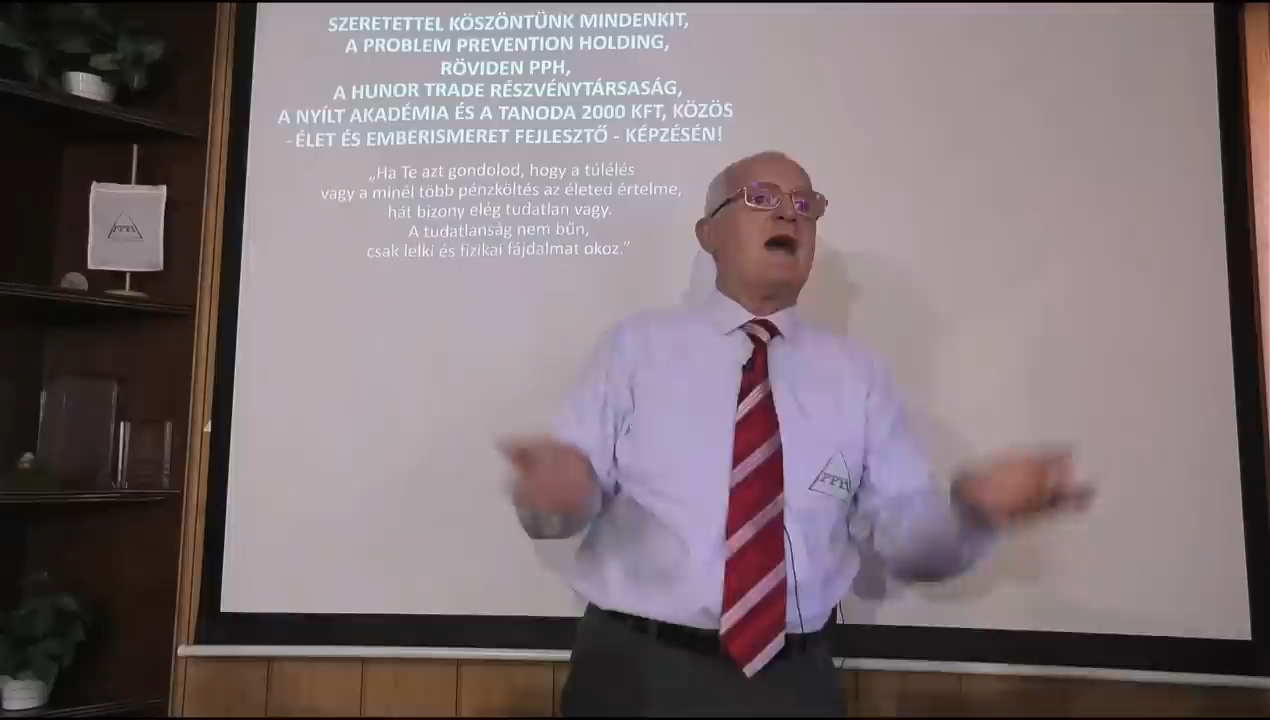 SZERETETTEL KÖSZÖNTÜNK MINDENKIT,
A PROBLEM PREVENTION HOLDING,
RÖVIDEN PPH,
A HUNOR TRADE RÉSZVÉNYTÁRSASÁG,
A NYÍLT AKADÉMIA ÉS A TANODA 2000 KFT, KÖZÖS
- ÉLET ÉS EMBERISMERET FEJLESZTŐ - KÉPZÉSÉN!
„Ha Te azt gondolod, hogy a túlélés
vagy a minél több pénzköltés az életed értelme,
hát bizony elég tudatlan vagy.
A tudatlanság nem bűn,
csak lelki és fizikai fájdalmat okoz."
PPH
PPH